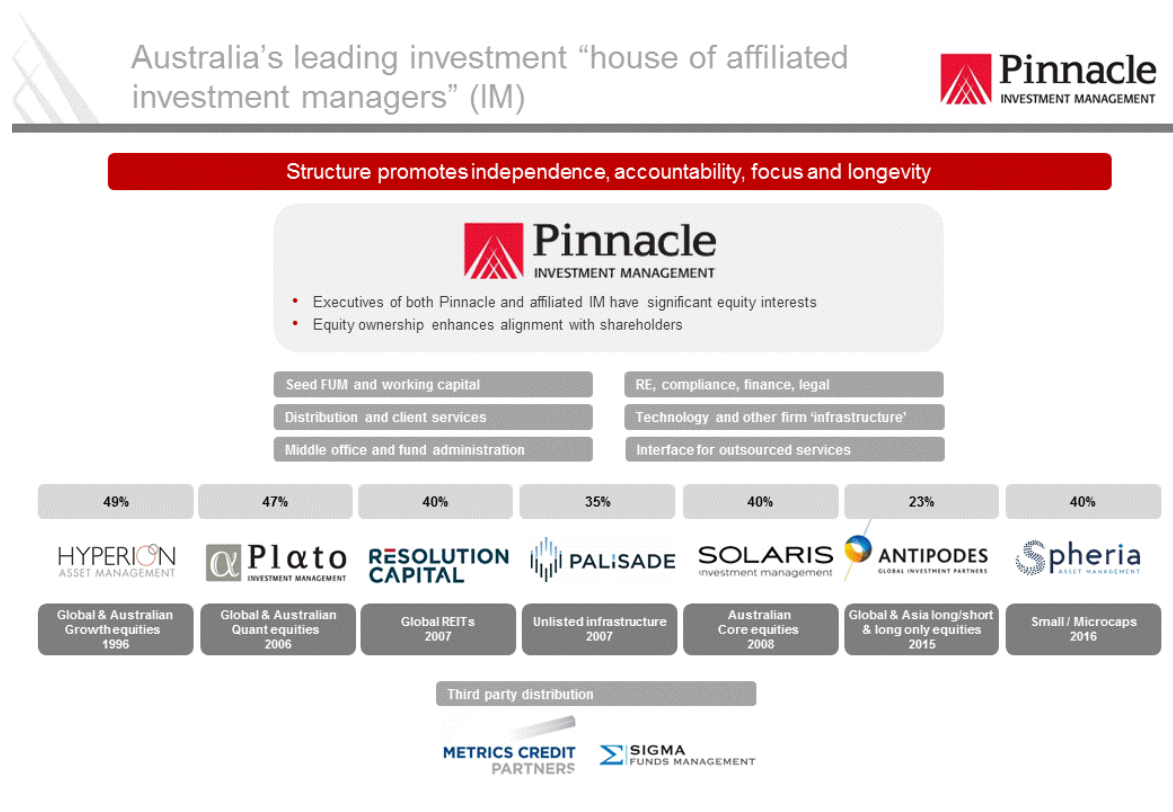 Australia’s leading investment “house of affiliated
investment managers” (IM)
Pinnacle
INVESTMENT MANAGEMENT
Structure promotes independence, accountability, focus and longevity
Pinnacle
INVESTMENT MANAGEMENT
• Executives of both Pinnacle and affiliated IM have significant equity interests
• Equity ownership enhances alignment with shareholders
Seed FUM and working capital
RE, compliance, finance, legal
Distribution and client services
Technology and other firm ‘infrastructure’
Middle office and fund administration
Interface for outsourced services
49%
47%
40%
35%
40%
23%
40%
HYPERION
ASSET MANAGEMENT
α Plato
INVESTMENT MANAGEMENT
RESOLUTION
CAPITAL
PALISADE
SOLARIS
investment management
ANTIPODES
GLOBAL INVESTMENT PARTNERS
Spheria
ASSET MANAGEMENT
Global & Australian
Growth equities
1996
Global & Australian
Quant equities
2006
Global REITs
2007
Unlisted infrastructure
2007
Australian
Core equities
2008
Global & Asia long/short
& long only equities
2015
Small / Microcaps
2016
Third party distribution
METRICS CREDIT
PARTNERS
SIGMA
FUNDS MANAGEMENT